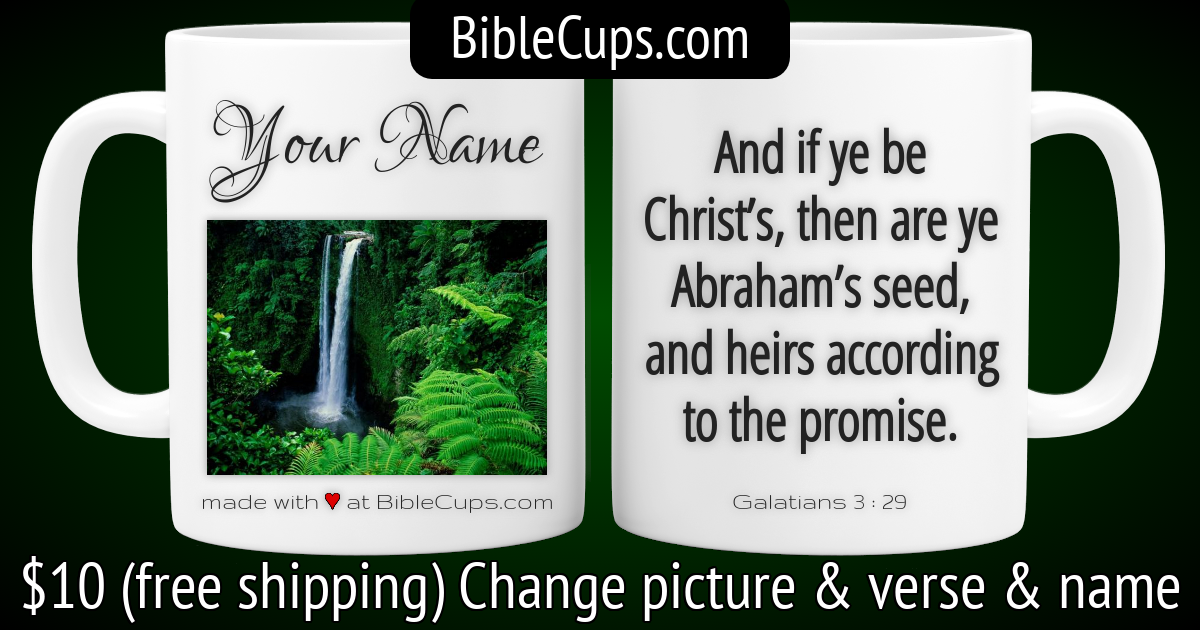 BibleCups.com
Your Name
made with ♥ at BibleCups.com
And if ye be
Christ’s, then are ye
Abraham’s seed,
and heirs according
to the promise.
Galatians 3 : 29
$10 (free shipping) Change picture & verse & name